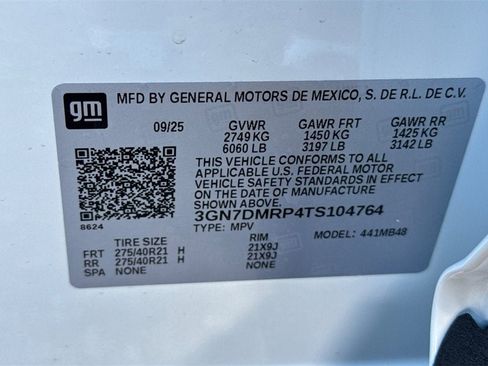 gm MFD BY GENERAL MOTORS DE MEXICO, S. DE R.L. DE C.V.
09/25 GVWR GAWR FRT GAWR RR
2749 KG 1450 KG 1425 KG
6060 LB 3197 LB 3142 LB
THIS VEHICLE CONFORMS TO ALL
APPLICABLE U.S. FEDERAL MOTOR
VEHICLE SAFETY STANDARDS IN EFFECT
ON THE DATE OF MANUFACTURE
SHOWN ABOVE.
3GN7DMRP4TS104764
8624 TYPE: MPV MODEL: 441MB48
TIRE SIZE RIM
FRT 275/40R21 H 21X9J
RR 275/40R21 H 21X9J
SPA NONE NONE